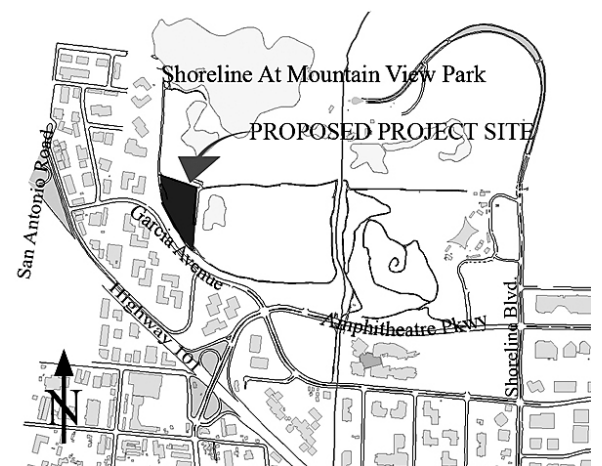 Shoreline At Mountain View Park
PROPOSED PROJECT SITE
San Antonio Road
Garcia Avenue
Highway 101
Amphitheatre Pkwy
Shoreline Blvd.
N